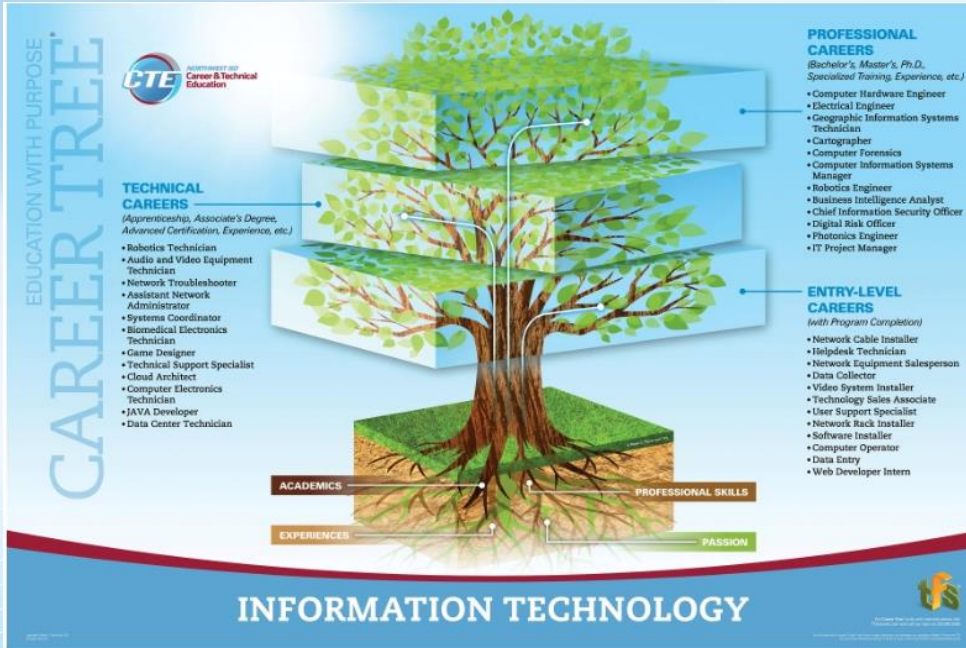 EDUCATION WITH PURPOSE
CAREER TREE®
CTE
NORTHWEST ISD
Career & Technical
Education
TECHNICAL
CAREERS
(Apprenticeship, Associate's Degree,
Advanced Certification, Experience, etc.)
• Robotics Technician
• Audio and Video Equipment
Technician
• Network Troubleshooter
• Assistant Network
Administrator
• Systems Coordinator
• Biomedical Electronics
Technician
• Game Designer
• Technical Support Specialist
• Cloud Architect
• Computer Electronics
Technician
• JAVA Developer
• Data Center Technician
PROFESSIONAL
CAREERS
(Bachelor's, Master's, Ph.D.,
Specialized Training, Experience, etc.)
• Computer Hardware Engineer
• Electrical Engineer
• Geographic Information Systems
Technician
• Cartographer
• Computer Forensics
• Computer Information Systems
Manager
• Robotics Engineer
• Business Intelligence Analyst
• Chief Information Security Officer
• Digital Risk Officer
• Photonics Engineer
• IT Project Manager
ENTRY-LEVEL
CAREERS
(with Program Completion)
• Network Cable Installer
• Helpdesk Technician
• Network Equipment Salesperson
• Data Collector
• Video System Installer
• Technology Sales Associate
• User Support Specialist
• Network Rack Installer
• Software Installer
• Computer Operator
• Data Entry
• Web Developer Intern
ACADEMICS
PROFESSIONAL SKILLS
EXPERIENCES
PASSION
INFORMATION TECHNOLOGY
tfs